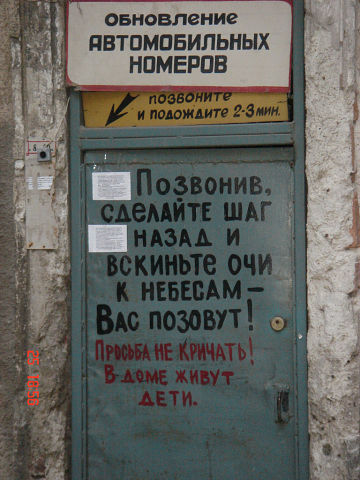 ОБНОВЛЕНИЕ
АВТОМОБИЛЬНЫХ
НОМЕРОВ
ПОЗВОНИТЕ
И ПОДОЖДИТЕ 2-3 МИН.
ПОЗВОНИВ,
СДЕЛАЙТЕ ШАГ
НАЗАД И
ВСКИНЬТЕ ОЧИ
К НЕБЕСАМ —
ВАС ПОЗОВУТ!
ПРОСЬБА НЕ КРИЧАТЬ!
В ДОМЕ ЖИВУТ
ДЕТИ.